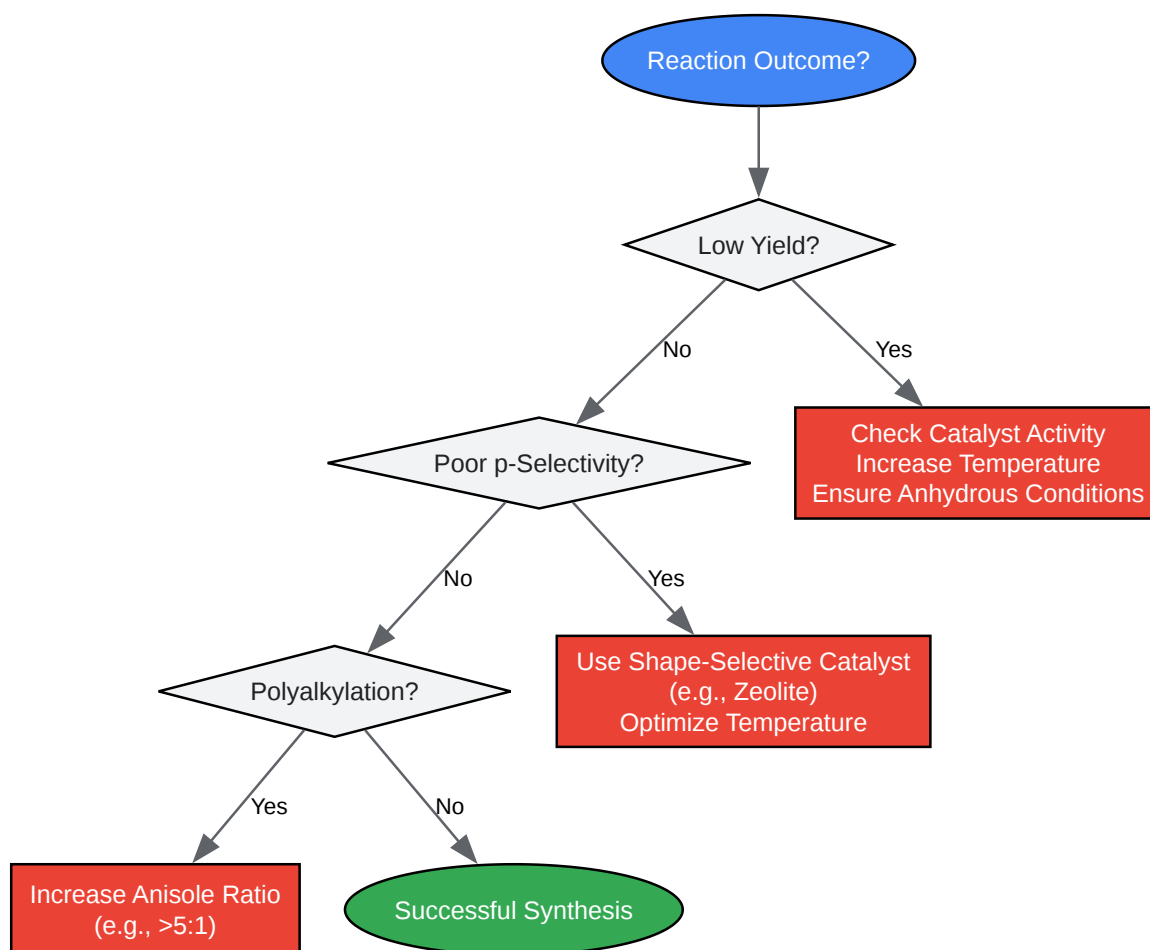 Reaction Outcome?
Low Yield?
No
Yes
Check Catalyst Activity
Increase Temperature
Ensure Anhydrous Conditions
Poor p-Selectivity?
No
Yes
Use Shape-Selective Catalyst
(e.g., Zeolite)
Optimize Temperature
Polyalkylation?
Yes
No
Increase Anisole Ratio
(e.g., >5:1)
Successful Synthesis